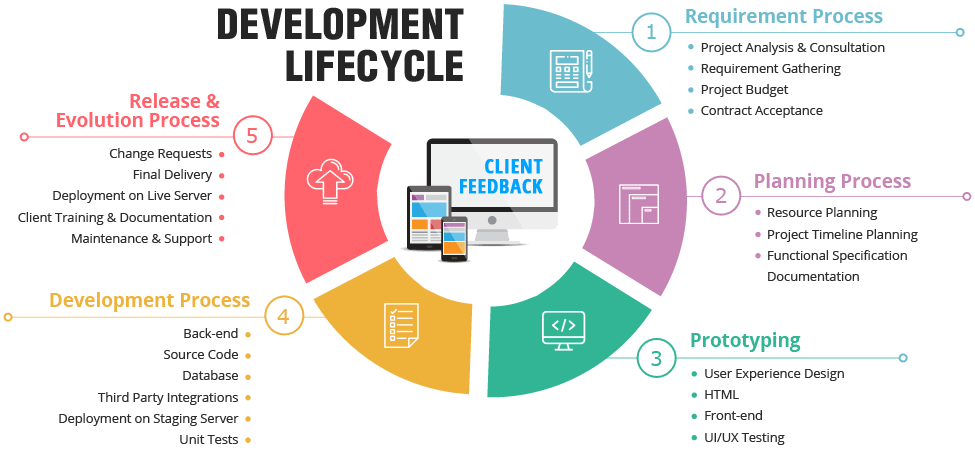 DEVELOPMENT
LIFECYCLE
1
Requirement Process
Project Analysis & Consultation
Requirement Gathering
Project Budget
Contract Acceptance
2
Planning Process
Resource Planning
Project Timeline Planning
Functional Specification
Documentation
3
Prototyping
User Experience Design
HTML
Front-end
UI/UX Testing
4
Development Process
Back-end
Source Code
Database
Third Party Integrations
Deployment on Staging Server
Unit Tests
5
Release &
Evolution Process
Change Requests
Final Delivery
Deployment on Live Server
Client Training & Documentation
Maintenance & Support
CLIENT
FEEDBACK
</>